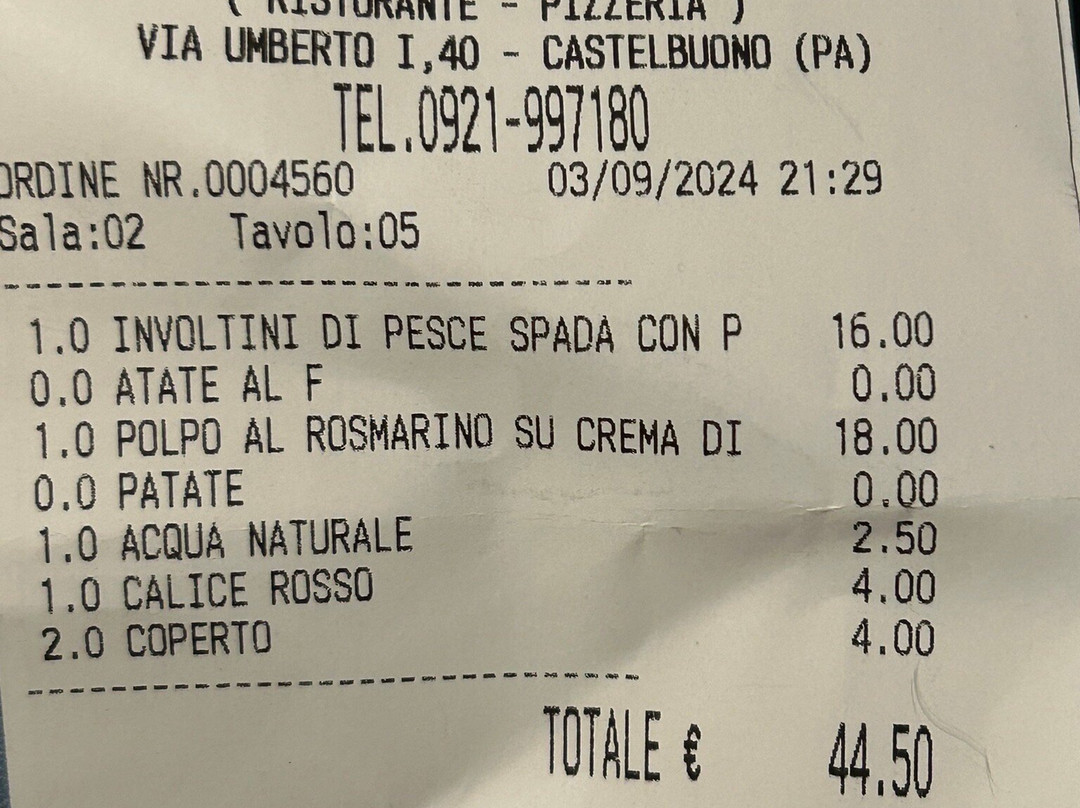 ( RISTORANTE - PIZZERIA )
VIA UMBERTO I,40 - CASTELBUONO (PA)
TEL.0921-997180
ORDINE NR.0004560 03/09/2024 21:29
Sala:02 Tavolo:05
1.0 INVOLTINI DI PESCE SPADA CON P 16.00
0.0 ATATE AL F 0.00
1.0 POLPO AL ROSMARINO SU CREMA DI 18.00
0.0 PATATE 0.00
1.0 ACQUA NATURALE 2.50
1.0 CALICE ROSSO 4.00
2.0 COPERTO 4.00
TOTALE € 44.50